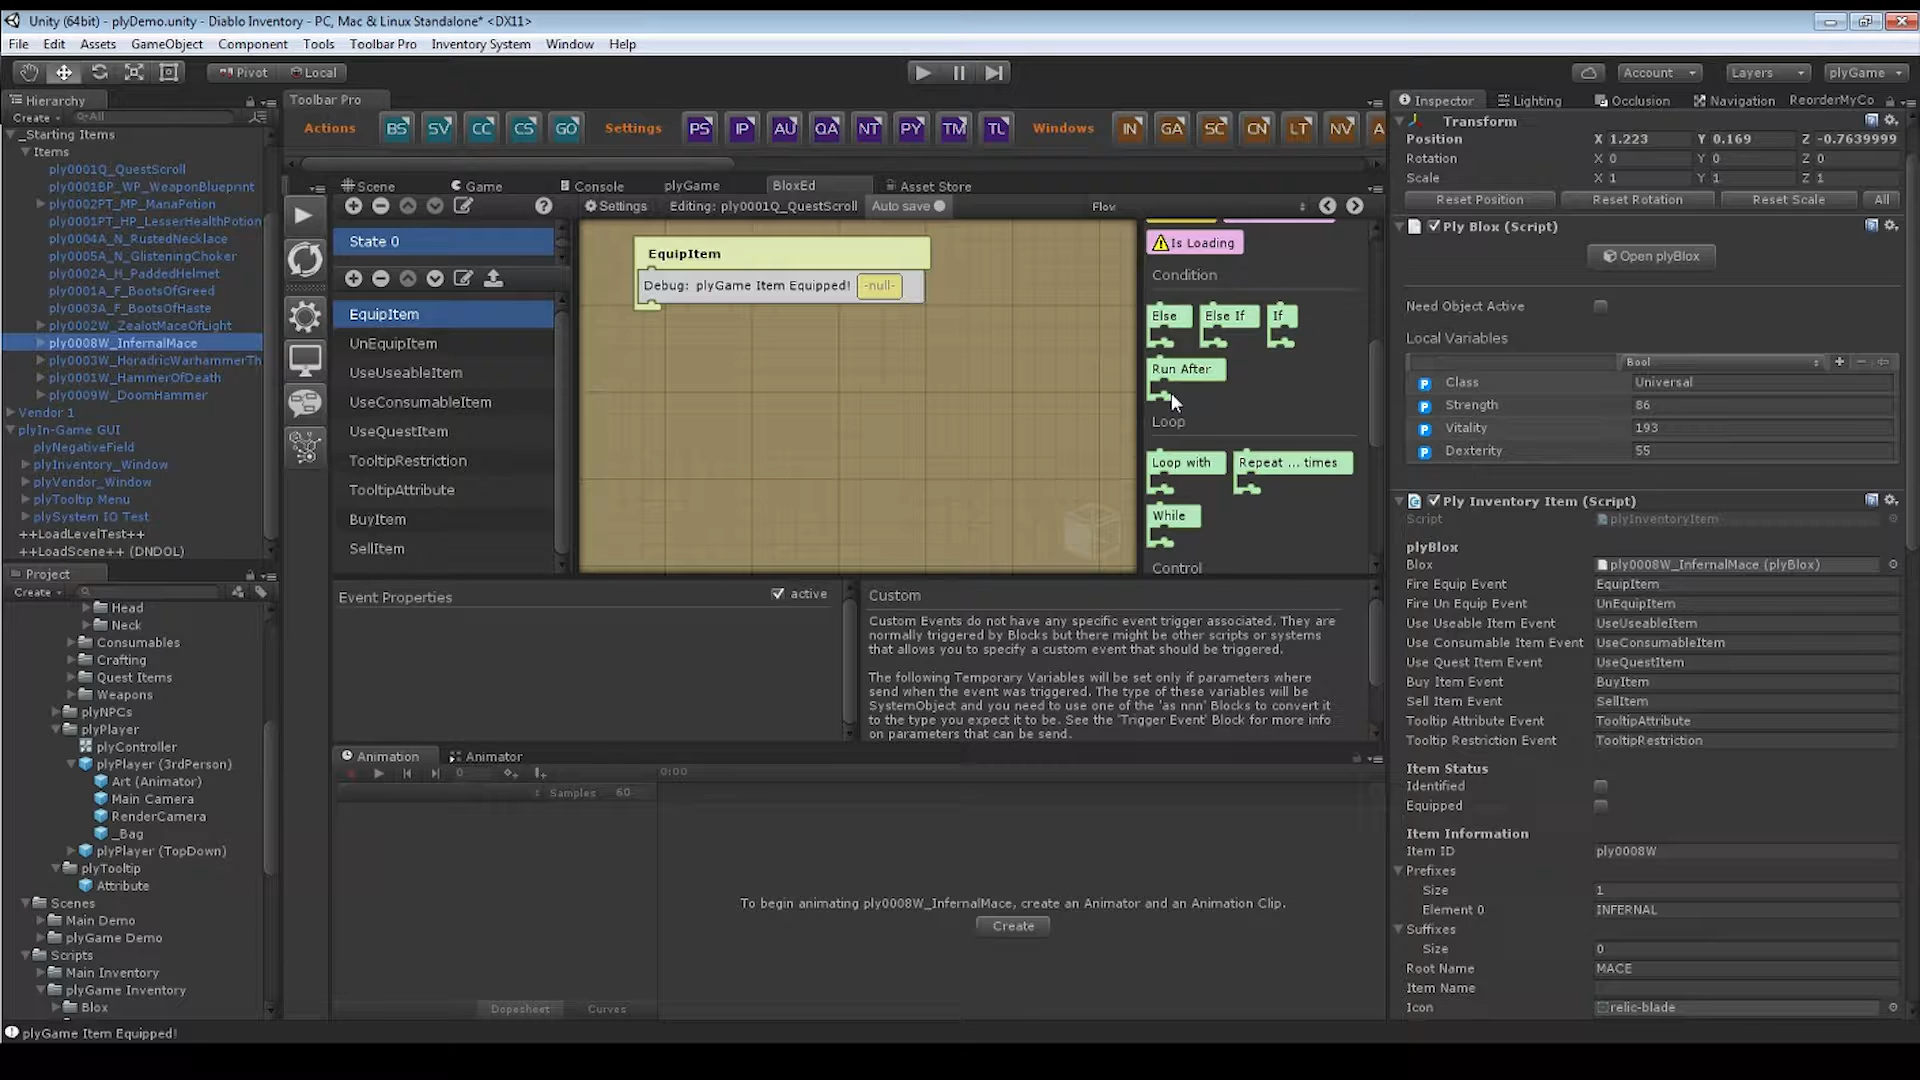 Unity (64bit) - plyDemo.unity - Diablo Inventory - PC, Mac & Linux Standalone* <DX11>
File Edit Assets GameObject Component Tools Toolbar Pro Inventory System Window Help
Pivot Local Account Layers plyGame
Hierarchy
Create All
_Starting Items
Items
ply0001Q_QuestScroll
ply0001BP_WP_WeaponBlueprint
ply0002PT_MP_ManaPotion
ply0001PT_HP_LesserHealthPotion
ply0004A_N_RustedNecklace
ply0005A_N_GlisteningChoker
ply0002A_H_PaddedHelmet
ply0001A_F_BootsOfGreed
ply0003A_F_BootsOfHaste
ply0002W_ZealotMaceOfLight
ply0008W_InfernalMace
ply0003W_HoradricWarhammerTh
ply0001W_HammerOfDeath
ply0009W_DoomHammer
Vendor 1
plyIn-Game GUI
plyNegativeField
plyInventory_Window
plyVendor_Window
plyTooltip Menu
plySystem IO Test
++LoadLevelTest++
++LoadScene++ (DNDOL)
Project
Create
Head
Neck
Consumables
Crafting
Quest Items
Weapons
plyNPCs
plyPlayer
plyController
plyPlayer (3rdPerson)
Art (Animator)
Main Camera
RenderCamera
_Bag
plyPlayer (TopDown)
plyTooltip
Attribute
Scenes
Main Demo
plyGame Demo
Scripts
Main Inventory
plyGame Inventory
Blox
plyGame Item Equipped!
Toolbar Pro
Actions BS SV CC CS GO Settings PS IP AU QA NT PY TM TL Windows IN GA SC CN LT NV A
Scene Game Console plyGame BloxEd Asset Store
Settings Editing: ply0001Q_QuestScroll Auto save Flow
State 0
EquipItem
UnEquipItem
UseUseableItem
UseConsumableItem
UseQuestItem
TooltipRestriction
TooltipAttribute
BuyItem
SellItem
EquipItem
Debug: plyGame Item Equipped! -null-
Is Loading
Condition
Else Else If If
Run After
Loop
Loop with Repeat ... times
While
Control
Event Properties active
Custom
Custom Events do not have any specific event trigger associated. They are
normally triggered by Blocks but there might be other scripts or systems
that allows you to specify a custom event that should be triggered.
The following Temporary Variables will be set only if parameters where
send when the event was triggered. The type of these variables will be
SystemObject and you need to use one of the 'as nnn' Blocks to convert it
to the type you expect it to be. See the 'Trigger Event' Block for more info
on parameters that can be send.
Animation Animator
0 0:00
Samples 60
To begin animating ply0008W_InfernalMace, create an Animator and an Animation Clip.
Create
Dopesheet Curves
Inspector Lighting Occlusion Navigation ReorderMyCo
Transform
Position X 1.223 Y 0.169 Z -0.7639999
Rotation X 0 Y 0 Z 0
Scale X 1 Y 1 Z 1
Reset Position Reset Rotation Reset Scale All
Ply Blox (Script)
Open plyBlox
Need Object Active
Local Variables
Bool
P Class Universal
P Strength 86
P Vitality 193
P Dexterity 55
Ply Inventory Item (Script)
Script plyInventoryItem
plyBlox
Blox ply0008W_InfernalMace (plyBlox)
Fire Equip Event EquipItem
Fire Un Equip Event UnEquipItem
Use Useable Item Event UseUseableItem
Use Consumable Item Event UseConsumableItem
Use Quest Item Event UseQuestItem
Buy Item Event BuyItem
Sell Item Event SellItem
Tooltip Attribute Event TooltipAttribute
Tooltip Restriction Event TooltipRestriction
Item Status
Identified
Equipped
Item Information
Item ID ply0008W
Prefixes
Size 1
Element 0 INFERNAL
Suffixes
Size 0
Root Name MACE
Item Name
Icon relic-blade